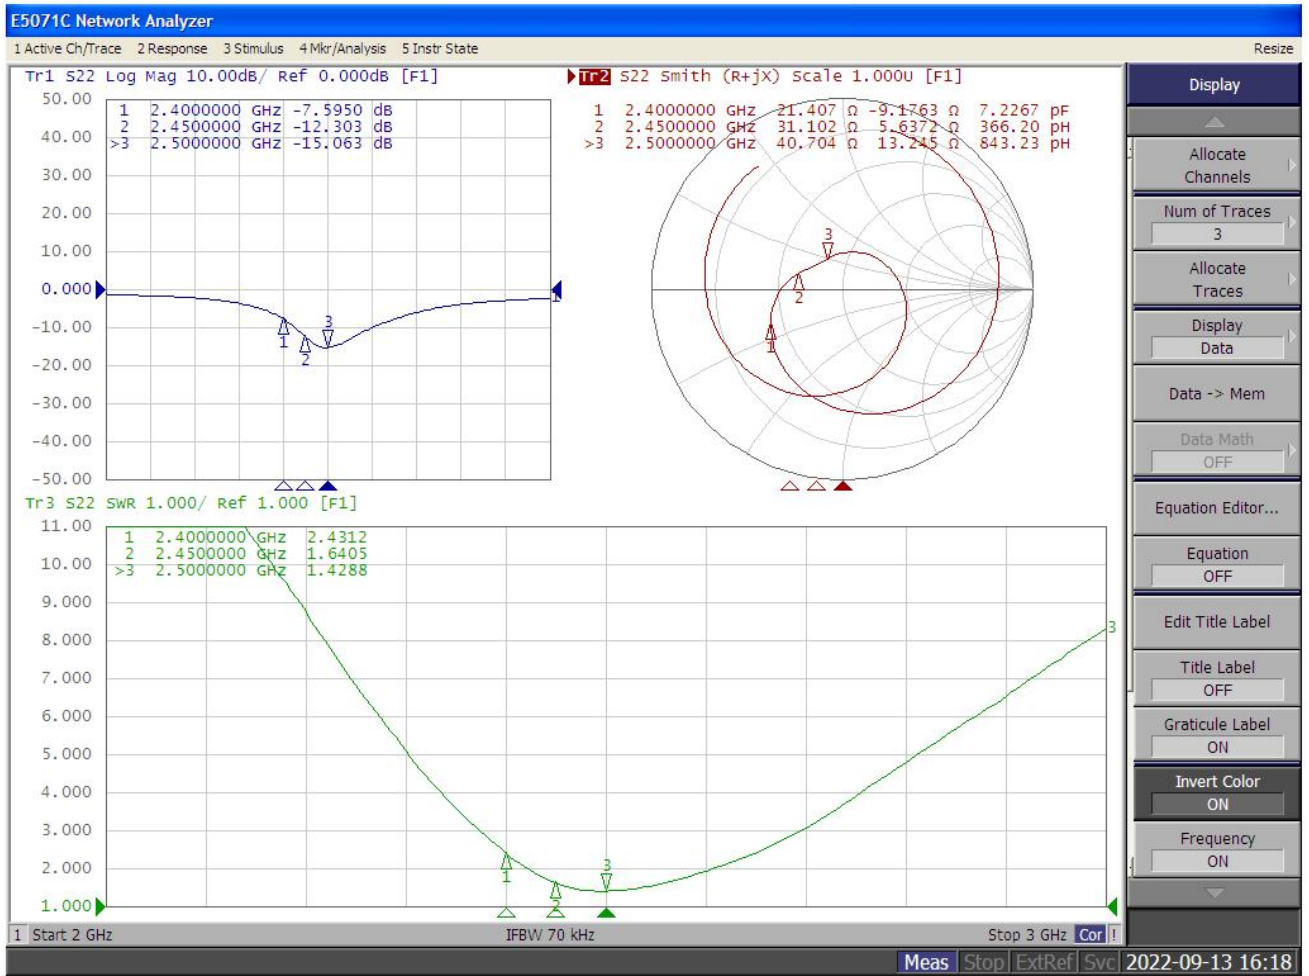 E5071C Network Analyzer
1 Active Ch/Trace 2 Response 3 Stimulus 4 Mkr/Analysis 5 Instr State Resize
Tr1 S22 Log Mag 10.00dB/ Ref 0.000dB [F1]
50.00
40.00
30.00
20.00
10.00
0.000
-10.00
-20.00
-30.00
-40.00
-50.00
1 2.4000000 GHz -7.5950 dB
2 2.4500000 GHz -12.303 dB
>3 2.5000000 GHz -15.063 dB
1
2
3
1
Tr2 S22 Smith (R+jX) Scale 1.000U [F1]
1 2.4000000 GHz 21.407 Ω -9.1763 Ω 7.2267 pF
2 2.4500000 GHz 31.102 Ω 5.6372 Ω 366.20 pH
>3 2.5000000 GHz 40.704 Ω 13.245 Ω 843.23 pH
3
2
1
Tr3 S22 SWR 1.000/ Ref 1.000 [F1]
11.00
10.00
9.000
8.000
7.000
6.000
5.000
4.000
3.000
2.000
1.000
1 2.4000000 GHz 2.4312
2 2.4500000 GHz 1.6405
>3 2.5000000 GHz 1.4288
1
2
3
3
Display
Allocate
Channels
Num of Traces
3
Allocate
Traces
Display
Data
Data -> Mem
Data Math
OFF
Equation Editor...
Equation
OFF
Edit Title Label
Title Label
OFF
Graticule Label
ON
Invert Color
ON
Frequency
ON
1 Start 2 GHz IFBW 70 kHz Stop 3 GHz Cor !
Meas Stop ExtRef Svc 2022-09-13 16:18